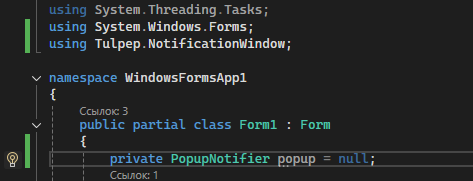 using System.Threading.Tasks;
using System.Windows.Forms;
using Tulpep.NotificationWindow;
namespace WindowsFormsApp1
{
Ссылок: 3
public partial class Form1 : Form
{
private PopupNotifier popup = null;
Ссылок: 1